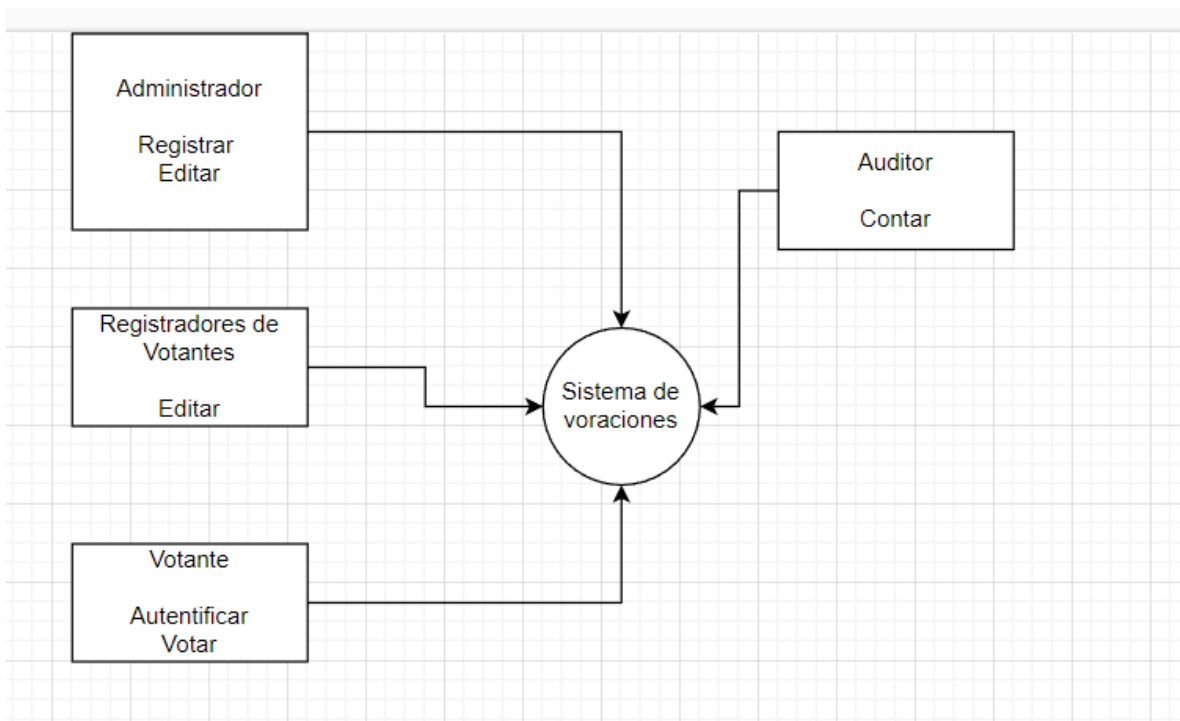 Administrador
Registrar
Editar
Auditor
Contar
Registradores de
Votantes
Editar
Sistema de
voraciones
Votante
Autentificar
Votar